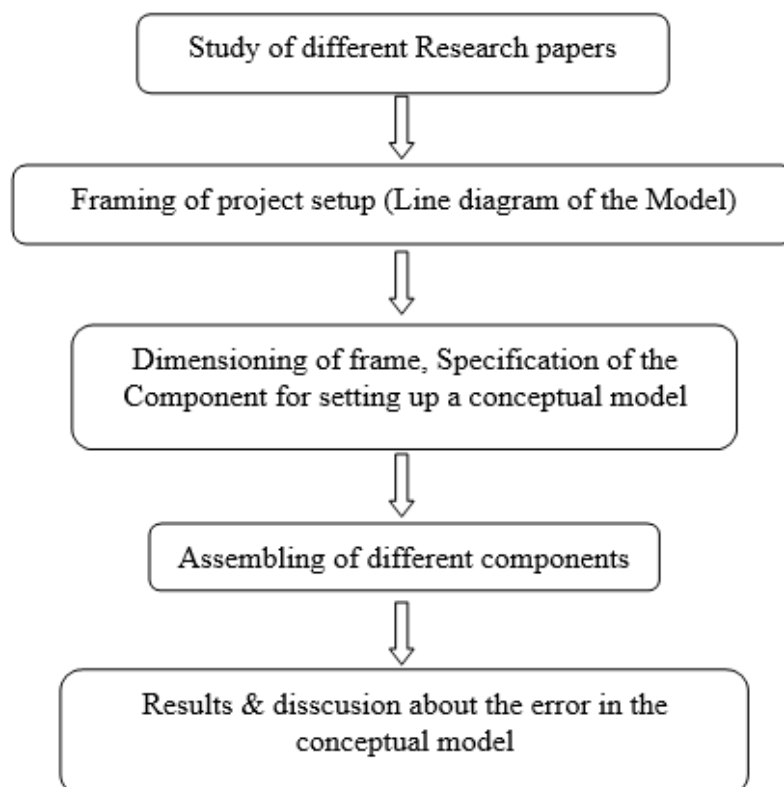 Study of different Research papers
Framing of project setup (Line diagram of the Model)
Dimensioning of frame, Specification of the
Component for setting up a conceptual model
Assembling of different components
Results & disscusion about the error in the
conceptual model